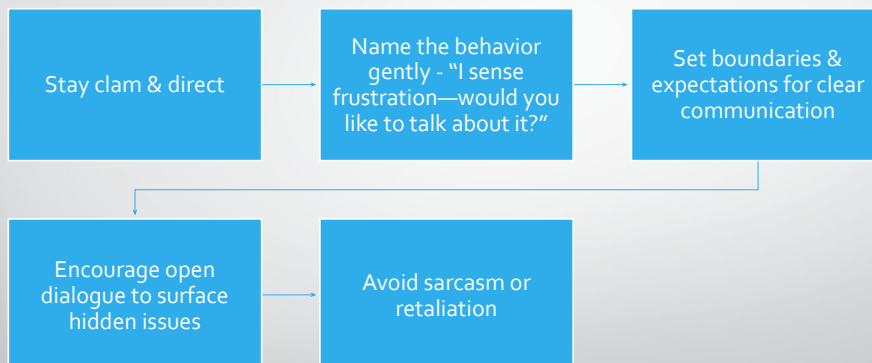 Stay clam & direct
Name the behavior
gently - “I sense
frustration—would you
like to talk about it?”
Set boundaries &
expectations for clear
communication
Encourage open
dialogue to surface
hidden issues
Avoid sarcasm or
retaliation